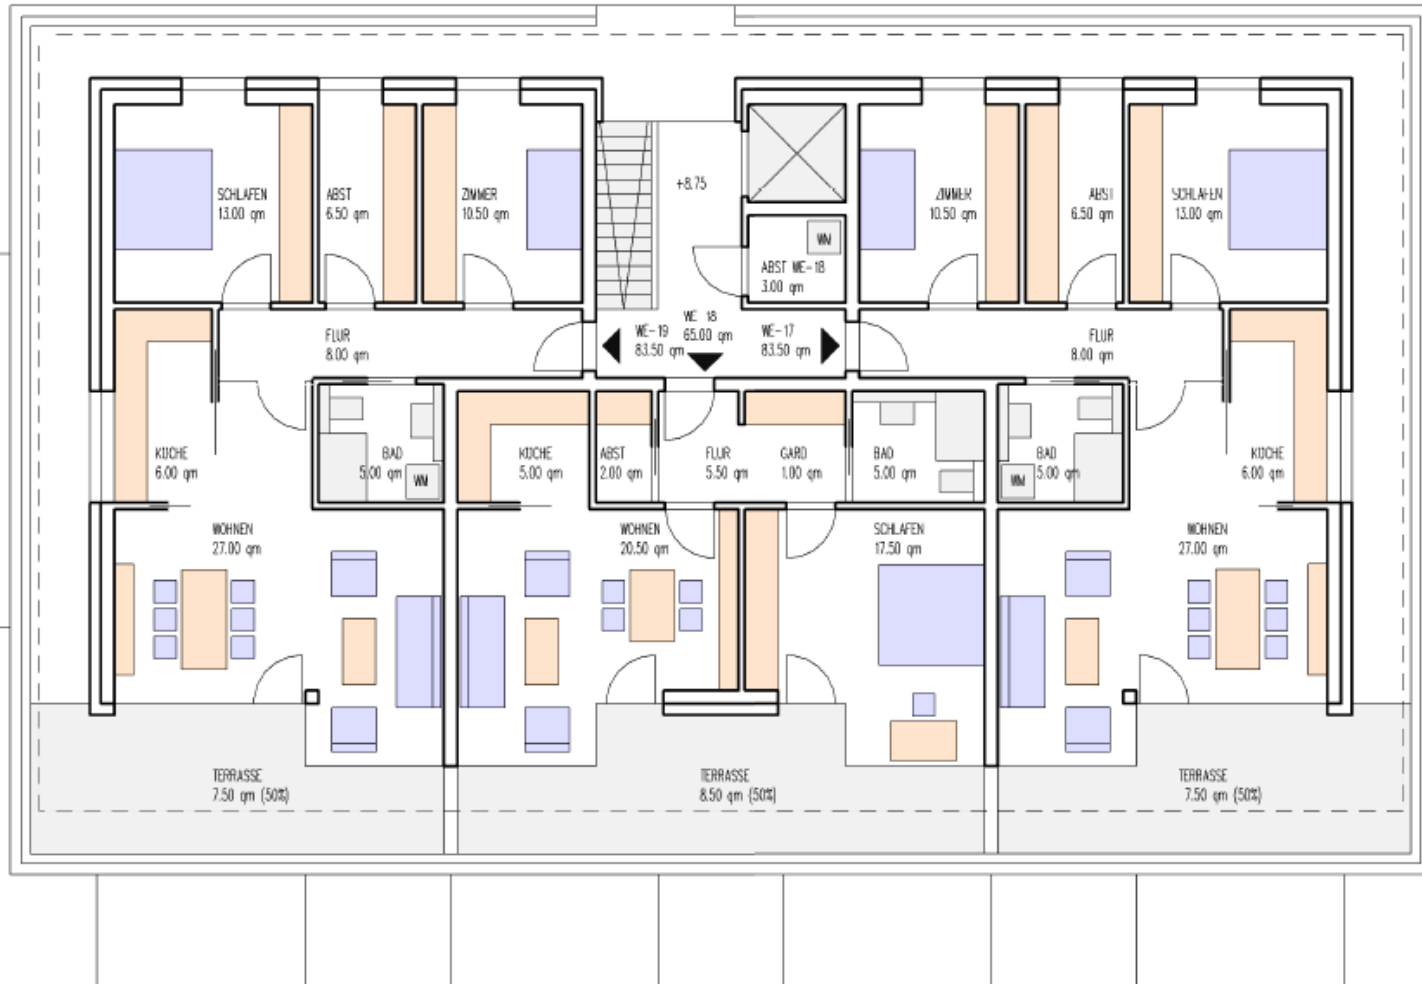 SCHLAFEN
13.00 qm
ABST
6.50 qm
ZIMMER
10.50 qm
+8.75
WM
ABST WE-18
3.00 qm
ZIMMER
10.50 qm
ABST
6.50 qm
SCHLAFEN
13.00 qm
FLUR
8.00 qm
WE-19
83.50 qm
WE 18
65.00 qm
WE-17
83.50 qm
FLUR
8.00 qm
KÜCHE
6.00 qm
BAD
5.00 qm
WM
KÜCHE
5.00 qm
ABST
2.00 qm
FLUR
5.50 qm
GARD
1.00 qm
BAD
5.00 qm
BAD
5.00 qm
WM
KÜCHE
6.00 qm
WOHNEN
27.00 qm
WOHNEN
20.50 qm
SCHLAFEN
17.50 qm
WOHNEN
27.00 qm
TERRASSE
7.50 qm (50%)
TERRASSE
8.50 qm (50%)
TERRASSE
7.50 qm (50%)